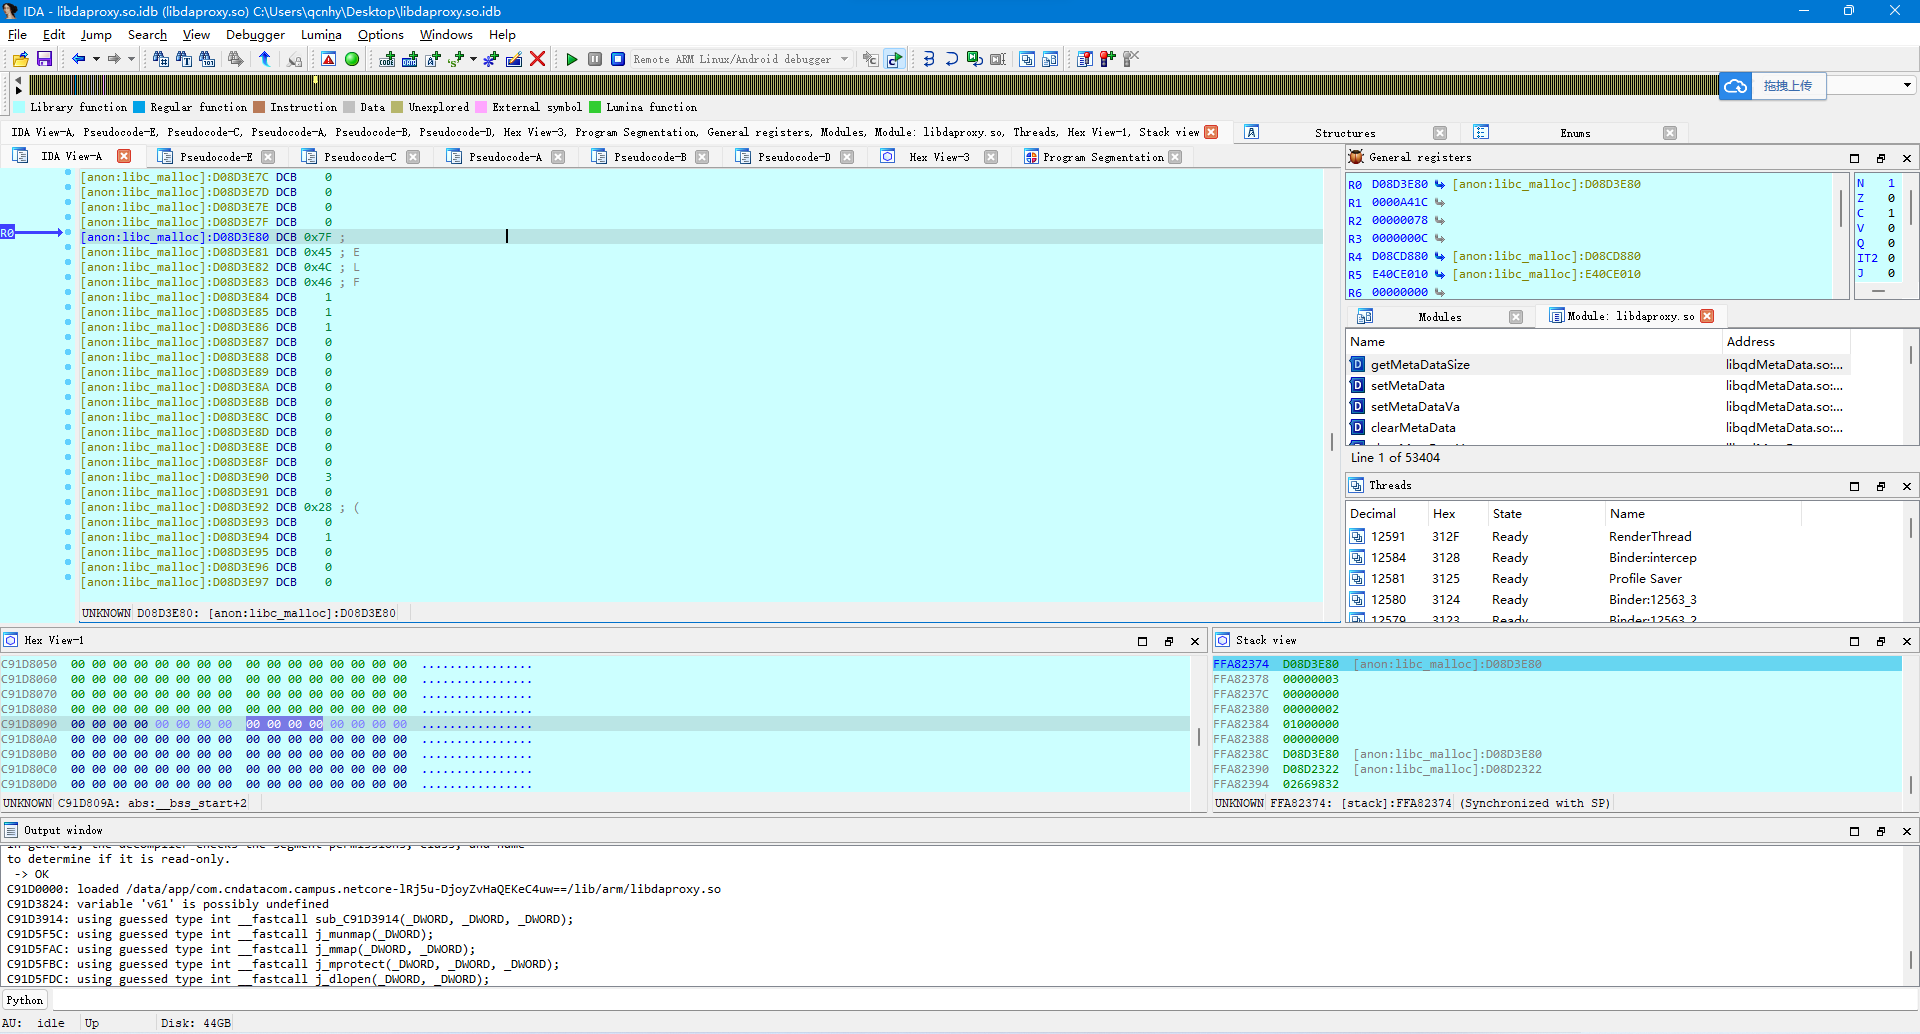 IDA - libdaproxy.so.idb (libdaproxy.so) C:\Users\qcnhy\Desktop\libdaproxy.so.idb
File Edit Jump Search View Debugger Lumina Options Windows Help
Remote ARM Linux/Android debugger
拖拽上传
Library function Regular function Instruction Data Unexplored External symbol Lumina function
IDA View-A, Pseudocode-E, Pseudocode-C, Pseudocode-A, Pseudocode-B, Pseudocode-D, Hex View-3, Program Segmentation, General registers, Modules, Module: libdaproxy.so, Threads, Hex View-1, Stack view Structures Enums
IDA View-A Pseudocode-E Pseudocode-C Pseudocode-A Pseudocode-B Pseudocode-D Hex View-3 Program Segmentation
[anon:libc_malloc]:D08D3E7C DCB 0
[anon:libc_malloc]:D08D3E7D DCB 0
[anon:libc_malloc]:D08D3E7E DCB 0
[anon:libc_malloc]:D08D3E7F DCB 0
R0 [anon:libc_malloc]:D08D3E80 DCB 0x7F ;
[anon:libc_malloc]:D08D3E81 DCB 0x45 ; E
[anon:libc_malloc]:D08D3E82 DCB 0x4C ; L
[anon:libc_malloc]:D08D3E83 DCB 0x46 ; F
[anon:libc_malloc]:D08D3E84 DCB 1
[anon:libc_malloc]:D08D3E85 DCB 1
[anon:libc_malloc]:D08D3E86 DCB 1
[anon:libc_malloc]:D08D3E87 DCB 0
[anon:libc_malloc]:D08D3E88 DCB 0
[anon:libc_malloc]:D08D3E89 DCB 0
[anon:libc_malloc]:D08D3E8A DCB 0
[anon:libc_malloc]:D08D3E8B DCB 0
[anon:libc_malloc]:D08D3E8C DCB 0
[anon:libc_malloc]:D08D3E8D DCB 0
[anon:libc_malloc]:D08D3E8E DCB 0
[anon:libc_malloc]:D08D3E8F DCB 0
[anon:libc_malloc]:D08D3E90 DCB 3
[anon:libc_malloc]:D08D3E91 DCB 0
[anon:libc_malloc]:D08D3E92 DCB 0x28 ; (
[anon:libc_malloc]:D08D3E93 DCB 0
[anon:libc_malloc]:D08D3E94 DCB 1
[anon:libc_malloc]:D08D3E95 DCB 0
[anon:libc_malloc]:D08D3E96 DCB 0
[anon:libc_malloc]:D08D3E97 DCB 0
UNKNOWN D08D3E80: [anon:libc_malloc]:D08D3E80
General registers
R0 D08D3E80 [anon:libc_malloc]:D08D3E80
R1 0000A41C
R2 00000078
R3 0000000C
R4 D08CD880 [anon:libc_malloc]:D08CD880
R5 E40CE010 [anon:libc_malloc]:E40CE010
R6 00000000
N 1
Z 0
C 1
V 0
Q 0
IT2 0
J 0
Modules Module: libdaproxy.so
Name Address
getMetaDataSize libqdMetaData.so:...
setMetaData libqdMetaData.so:...
setMetaDataVa libqdMetaData.so:...
clearMetaData libqdMetaData.so:...
Line 1 of 53404
Threads
Decimal Hex State Name
12591 312F Ready RenderThread
12584 3128 Ready Binder:intercep
12581 3125 Ready Profile Saver
12580 3124 Ready Binder:12563_3
12579 3123 Ready Binder:12563_2
Hex View-1
C91D8050 00 00 00 00 00 00 00 00 00 00 00 00 00 00 00 00 ................
C91D8060 00 00 00 00 00 00 00 00 00 00 00 00 00 00 00 00 ................
C91D8070 00 00 00 00 00 00 00 00 00 00 00 00 00 00 00 00 ................
C91D8080 00 00 00 00 00 00 00 00 00 00 00 00 00 00 00 00 ................
C91D8090 00 00 00 00 00 00 00 00 00 00 00 00 00 00 00 00 ................
C91D80A0 00 00 00 00 00 00 00 00 00 00 00 00 00 00 00 00 ................
C91D80B0 00 00 00 00 00 00 00 00 00 00 00 00 00 00 00 00 ................
C91D80C0 00 00 00 00 00 00 00 00 00 00 00 00 00 00 00 00 ................
C91D80D0 00 00 00 00 00 00 00 00 00 00 00 00 00 00 00 00 ................
UNKNOWN C91D809A: abs:__bss_start+2
Stack view
FFA82374 D08D3E80 [anon:libc_malloc]:D08D3E80
FFA82378 00000003
FFA8237C 00000000
FFA82380 00000002
FFA82384 01000000
FFA82388 00000000
FFA8238C D08D3E80 [anon:libc_malloc]:D08D3E80
FFA82390 D08D2322 [anon:libc_malloc]:D08D2322
FFA82394 02669832
UNKNOWN FFA82374: [stack]:FFA82374 (Synchronized with SP)
Output window
in general, the decompiler checks the segment permissions, class, and name
to determine if it is read-only.
-> OK
C91D0000: loaded /data/app/com.cndatacom.campus.netcore-lRj5u-DjoyZvHaQEKeC4uw==/lib/arm/libdaproxy.so
C91D3824: variable 'v61' is possibly undefined
C91D3914: using guessed type int __fastcall sub_C91D3914(_DWORD, _DWORD, _DWORD);
C91D5F5C: using guessed type int __fastcall j_munmap(_DWORD);
C91D5FAC: using guessed type int __fastcall j_mmap(_DWORD, _DWORD);
C91D5FBC: using guessed type int __fastcall j_mprotect(_DWORD, _DWORD, _DWORD);
C91D5FDC: using guessed type int __fastcall j_dlopen(_DWORD, _DWORD);
Python
AU: idle Up Disk: 44GB